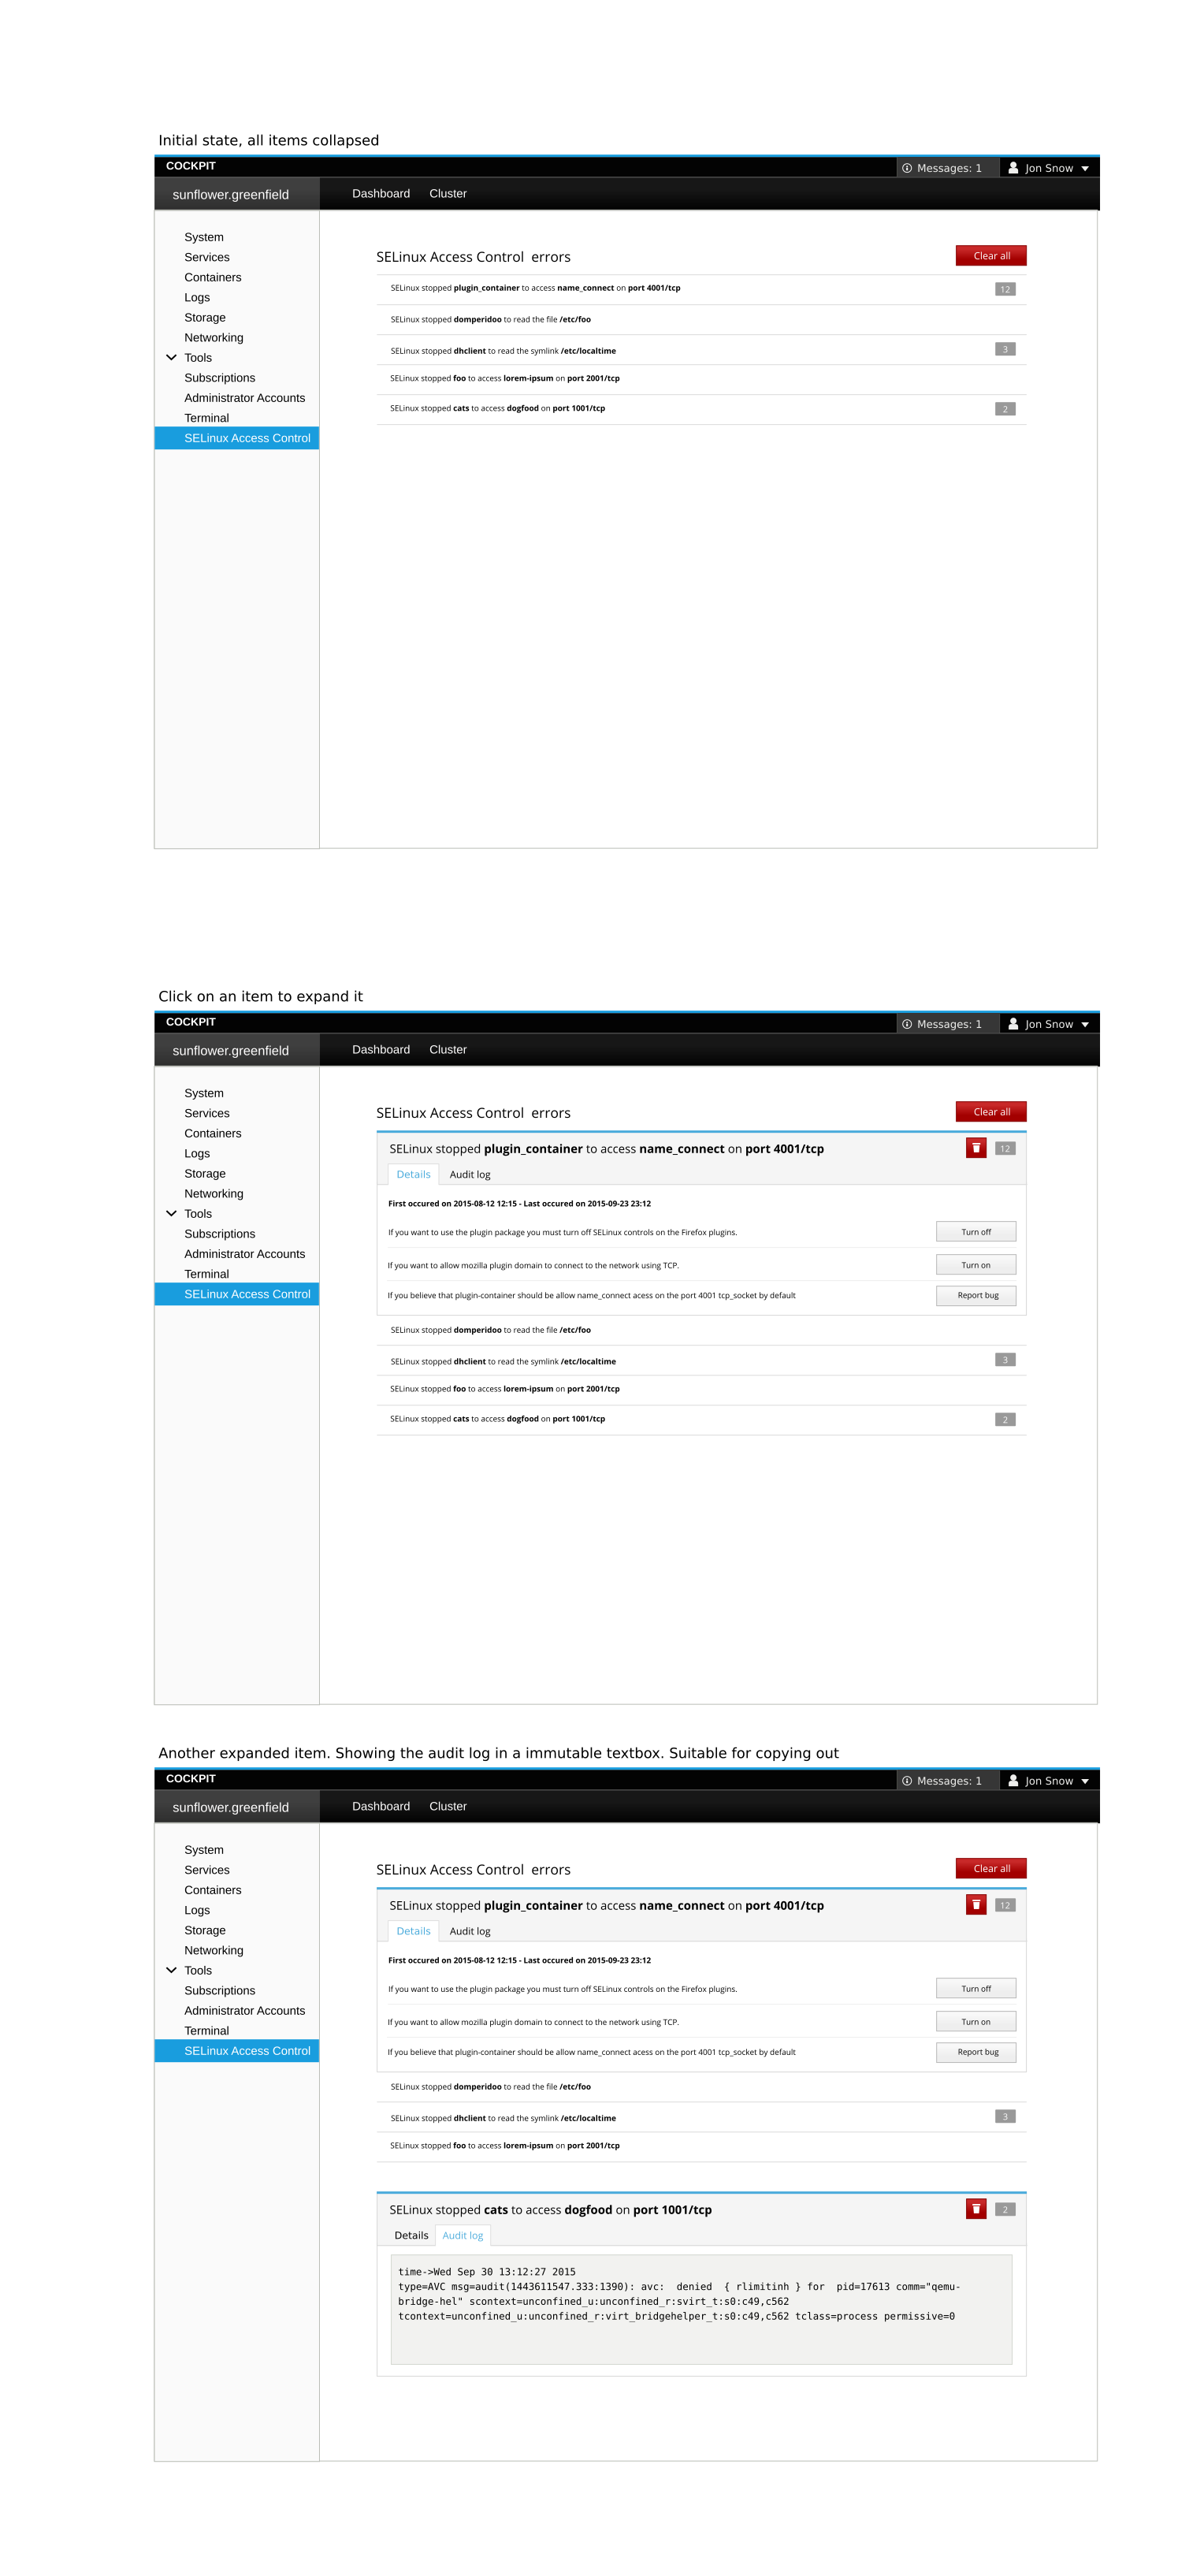 Initial state, all items collapsed
COCKPIT
Messages: 1
Jon Snow
sunflower.greenfield
Dashboard Cluster
System
Services
Containers
Logs
Storage
Networking
Tools
Subscriptions
Administrator Accounts
Terminal
SELinux Access Control
SELinux Access Control errors
Clear all
SELinux stopped plugin_container to access name_connect on port 4001/tcp 12
SELinux stopped domperidoo to read the file /etc/foo
SELinux stopped dhclient to read the symlink /etc/localtime 3
SELinux stopped foo to access lorem-ipsum on port 2001/tcp
SELinux stopped cats to access dogfood on port 1001/tcp 2
Click on an item to expand it
COCKPIT
Messages: 1
Jon Snow
sunflower.greenfield
Dashboard Cluster
System
Services
Containers
Logs
Storage
Networking
Tools
Subscriptions
Administrator Accounts
Terminal
SELinux Access Control
SELinux Access Control errors
Clear all
SELinux stopped plugin_container to access name_connect on port 4001/tcp 12
Details Audit log
First occured on 2015-08-12 12:15 - Last occured on 2015-09-23 23:12
If you want to use the plugin package you must turn off SELinux controls on the Firefox plugins. Turn off
If you want to allow mozilla plugin domain to connect to the network using TCP. Turn on
If you believe that plugin-container should be allow name_connect acess on the port 4001 tcp_socket by default Report bug
SELinux stopped domperidoo to read the file /etc/foo
SELinux stopped dhclient to read the symlink /etc/localtime 3
SELinux stopped foo to access lorem-ipsum on port 2001/tcp
SELinux stopped cats to access dogfood on port 1001/tcp 2
Another expanded item. Showing the audit log in a immutable textbox. Suitable for copying out
COCKPIT
Messages: 1
Jon Snow
sunflower.greenfield
Dashboard Cluster
System
Services
Containers
Logs
Storage
Networking
Tools
Subscriptions
Administrator Accounts
Terminal
SELinux Access Control
SELinux Access Control errors
Clear all
SELinux stopped plugin_container to access name_connect on port 4001/tcp 12
Details Audit log
First occured on 2015-08-12 12:15 - Last occured on 2015-09-23 23:12
If you want to use the plugin package you must turn off SELinux controls on the Firefox plugins. Turn off
If you want to allow mozilla plugin domain to connect to the network using TCP. Turn on
If you believe that plugin-container should be allow name_connect acess on the port 4001 tcp_socket by default Report bug
SELinux stopped domperidoo to read the file /etc/foo
SELinux stopped dhclient to read the symlink /etc/localtime 3
SELinux stopped foo to access lorem-ipsum on port 2001/tcp
SELinux stopped cats to access dogfood on port 1001/tcp 2
Details Audit log
time->Wed Sep 30 13:12:27 2015
type=AVC msg=audit(1443611547.333:1390): avc:  denied  { rlimitinh } for  pid=17613 comm="qemu-
bridge-hel" scontext=unconfined_u:unconfined_r:svirt_t:s0:c49,c562
tcontext=unconfined_u:unconfined_r:virt_bridgehelper_t:s0:c49,c562 tclass=process permissive=0